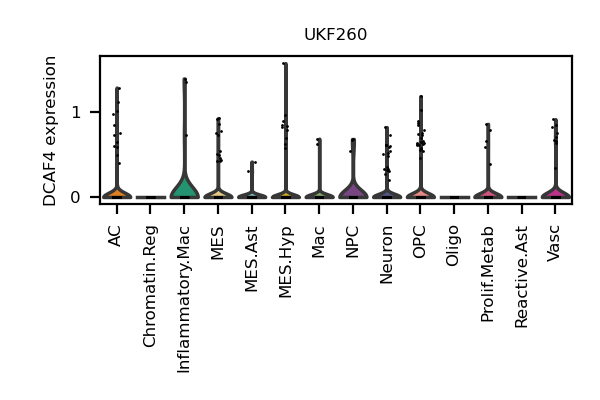 UKF260
DCAF4 expression
1
0
AC
Chromatin.Reg
Inflammatory.Mac
MES
MES.Ast
MES.Hyp
Mac
NPC
Neuron
OPC
Oligo
Prolif.Metab
Reactive.Ast
Vasc